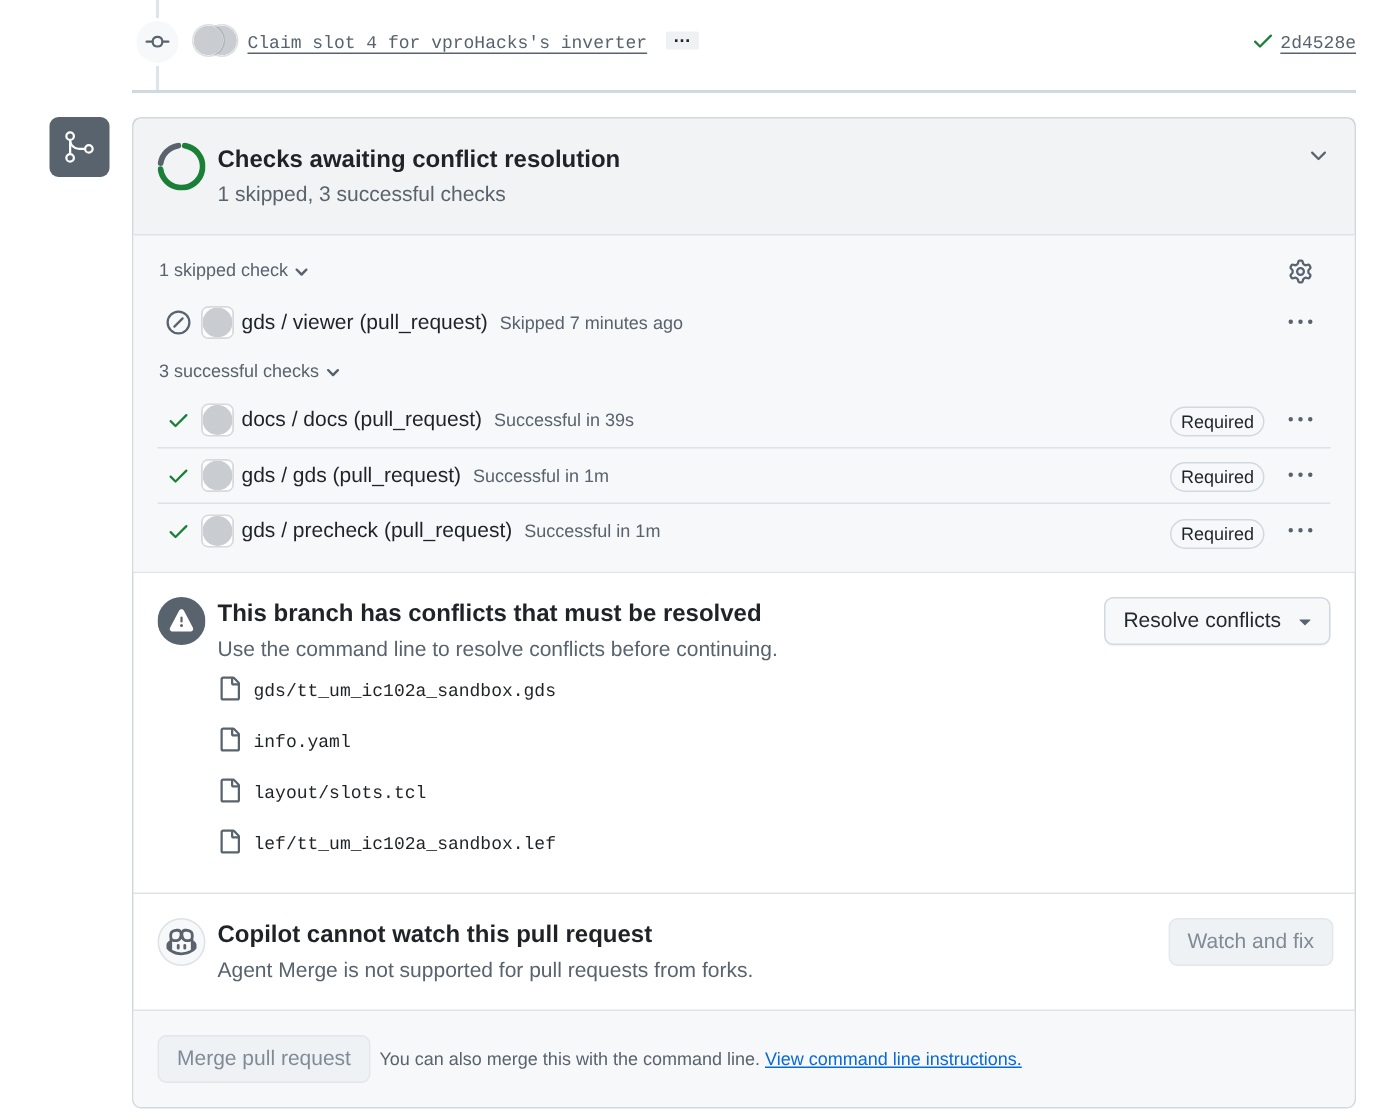 Claim slot 4 for vproHacks's inverter ... 2d4528e
Checks awaiting conflict resolution
1 skipped, 3 successful checks
1 skipped check
gds / viewer (pull_request) Skipped 7 minutes ago
3 successful checks
docs / docs (pull_request) Successful in 39s Required
gds / gds (pull_request) Successful in 1m Required
gds / precheck (pull_request) Successful in 1m Required
This branch has conflicts that must be resolved
Resolve conflicts
Use the command line to resolve conflicts before continuing.
gds/tt_um_ic102a_sandbox.gds
info.yaml
layout/slots.tcl
lef/tt_um_ic102a_sandbox.lef
Copilot cannot watch this pull request
Watch and fix
Agent Merge is not supported for pull requests from forks.
Merge pull request You can also merge this with the command line. View command line instructions.